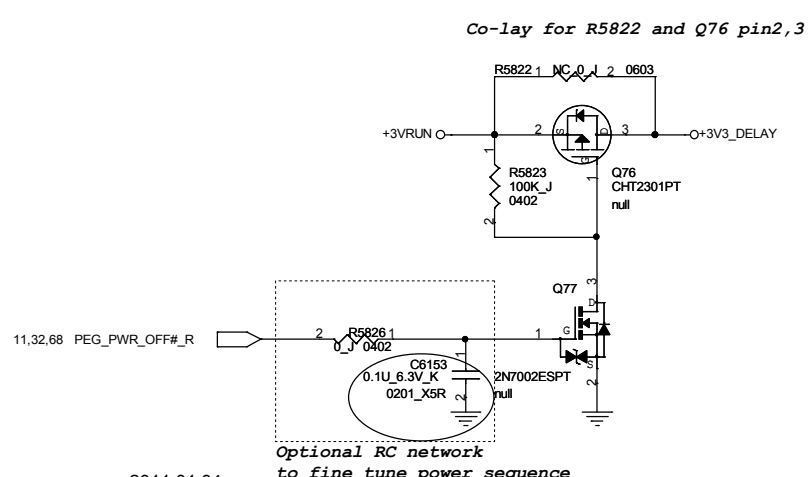 Co-lay for R5822 and Q76 pin2,3
R5822 1 NC_0_J 2 0603
+3VRUN 2 S D 3 +3V3_DELAY
G
1
1
R5823
100K_J
0402
2
Q76
CHT2301PT
null
3
Q77
D
11,32,68 PEG_PWR_OFF#_R 2 R5826 1 1 G
0_J 0402
S
1
C6153
0.1U_6.3V_K
0201_X5R
2
2N7002ESPT
null
2
Optional RC network
to fine tune power sequence